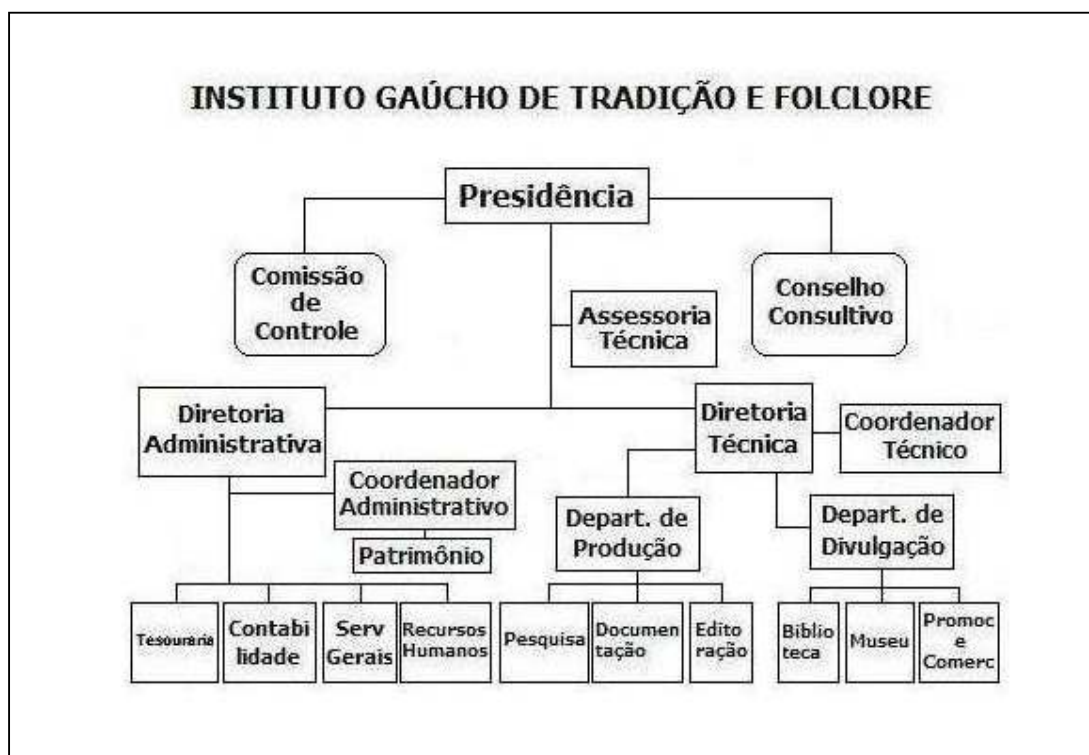 INSTITUTO GAÚCHO DE TRADIÇÃO E FOLCLORE
Presidência
Comissão
de
Controle
Assessoria
Técnica
Conselho
Consultivo
Diretoria
Administrativa
Diretoria
Técnica
Coordenador
Técnico
Coordenador
Administrativo
Patrimônio
Depart. de
Produção
Depart. de
Divulgação
Tesouraria
Contabi
lidade
Serv
Gerais
Recursos
Humanos
Pesquisa
Documen
tação
Edito
ração
Biblio
teca
Museu
Promoc
e
Comerc